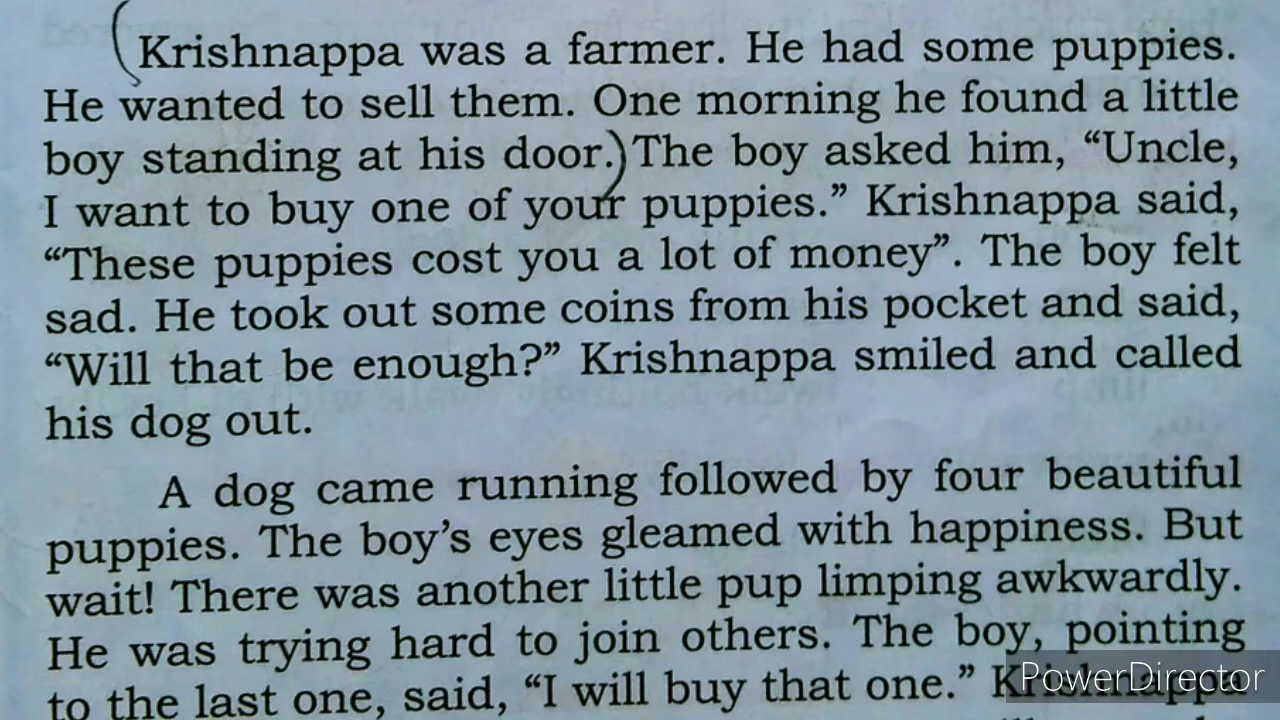 Krishnappa was a farmer. He had some puppies.
He wanted to sell them. One morning he found a little
boy standing at his door.) The boy asked him, “Uncle,
I want to buy one of your puppies.” Krishnappa said,
“These puppies cost you a lot of money”. The boy felt
sad. He took out some coins from his pocket and said,
“Will that be enough?” Krishnappa smiled and called
his dog out.
A dog came running followed by four beautiful
puppies. The boy’s eyes gleamed with happiness. But
wait! There was another little pup limping awkwardly.
He was trying hard to join others. The boy, pointing
to the last one, said, “I will buy that one.” Krishnappa
PowerDirector